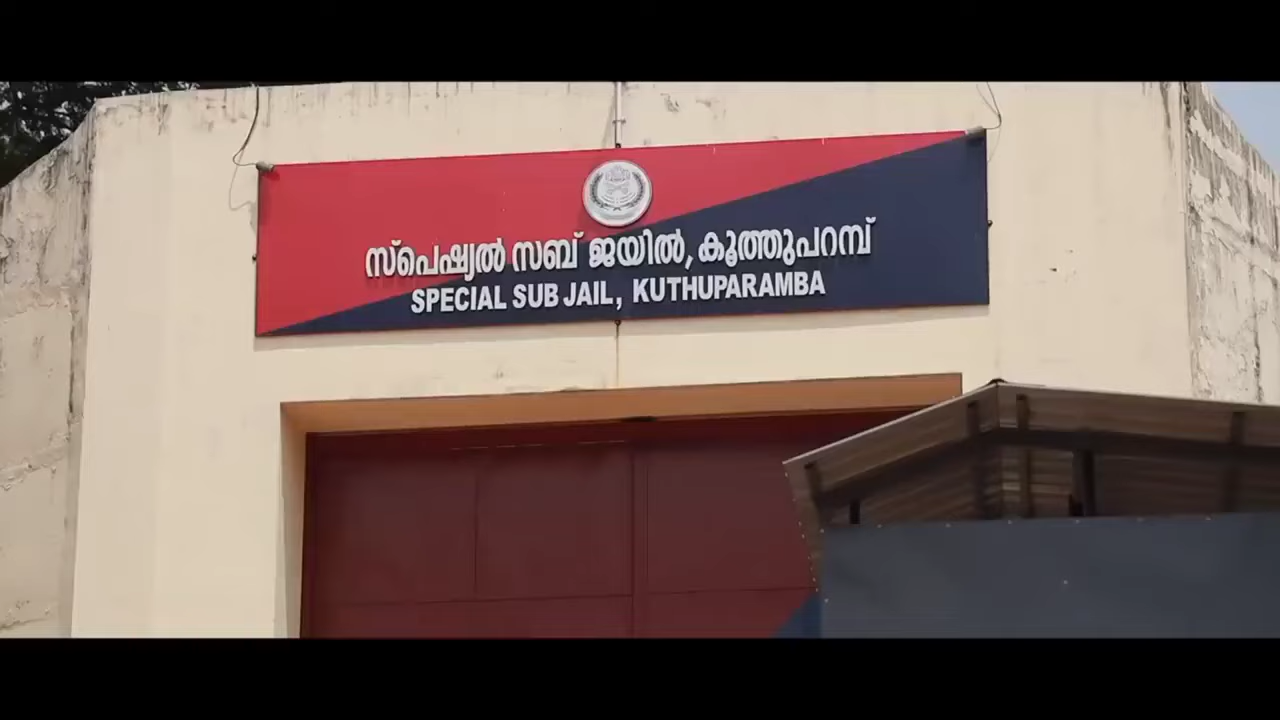 സ്പെഷ്യൽ സബ് ജയിൽ, കൂത്തുപറമ്പ്
SPECIAL SUB JAIL, KUTHUPARAMBA